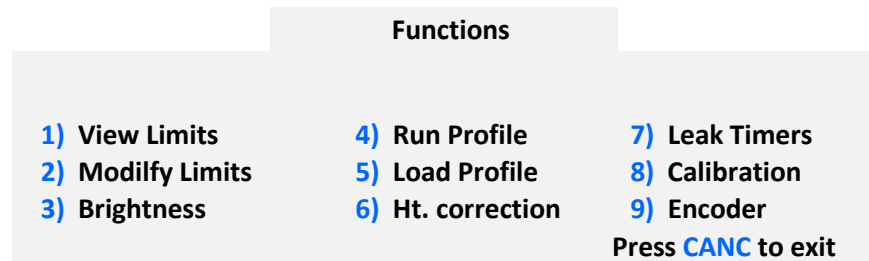 Functions
1) View Limits
2) Modilfy Limits
3) Brightness
4) Run Profile
5) Load Profile
6) Ht. correction
7) Leak Timers
8) Calibration
9) Encoder
Press CANC to exit